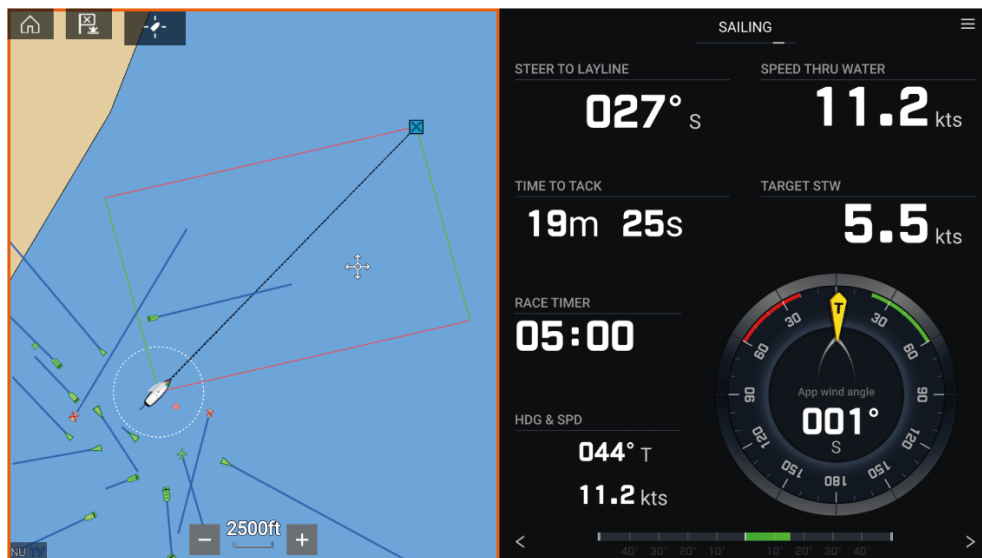 SAILING
STEER TO LAYLINE
027° S
SPEED THRU WATER
11.2 kts
TIME TO TACK
19m 25s
TARGET STW
5.5 kts
RACE TIMER
05:00
HDG & SPD
044° T
11.2 kts
T
30 30
60 60
90 90
120 120
150 150
180
App wind angle
001°
S
2500ft
− +
NU TV
< >
40° 30° 20° 10° 10° 20° 30° 40°